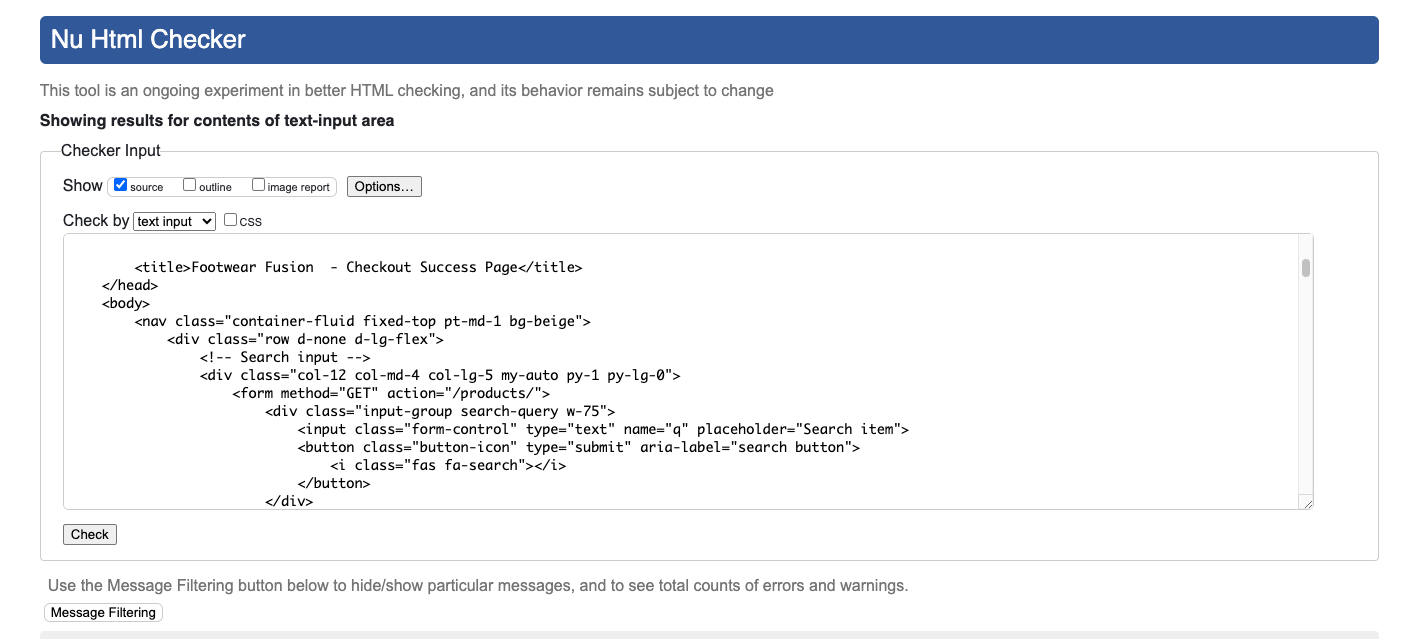 Nu Html Checker
This tool is an ongoing experiment in better HTML checking, and its behavior remains subject to change
Showing results for contents of text-input area
Checker Input
Show source outline image report Options...
Check by text input CSS
<title>Footwear Fusion  - Checkout Success Page</title>
</head>
<body>
<nav class="container-fluid fixed-top pt-md-1 bg-beige">
<div class="row d-none d-lg-flex">
<!-- Search input -->
<div class="col-12 col-md-4 col-lg-5 my-auto py-1 py-lg-0">
<form method="GET" action="/products/">
<div class="input-group search-query w-75">
<input class="form-control" type="text" name="q" placeholder="Search item">
<button class="button-icon" type="submit" aria-label="search button">
<i class="fas fa-search"></i>
</button>
</div>
Check
Use the Message Filtering button below to hide/show particular messages, and to see total counts of errors and warnings.
Message Filtering